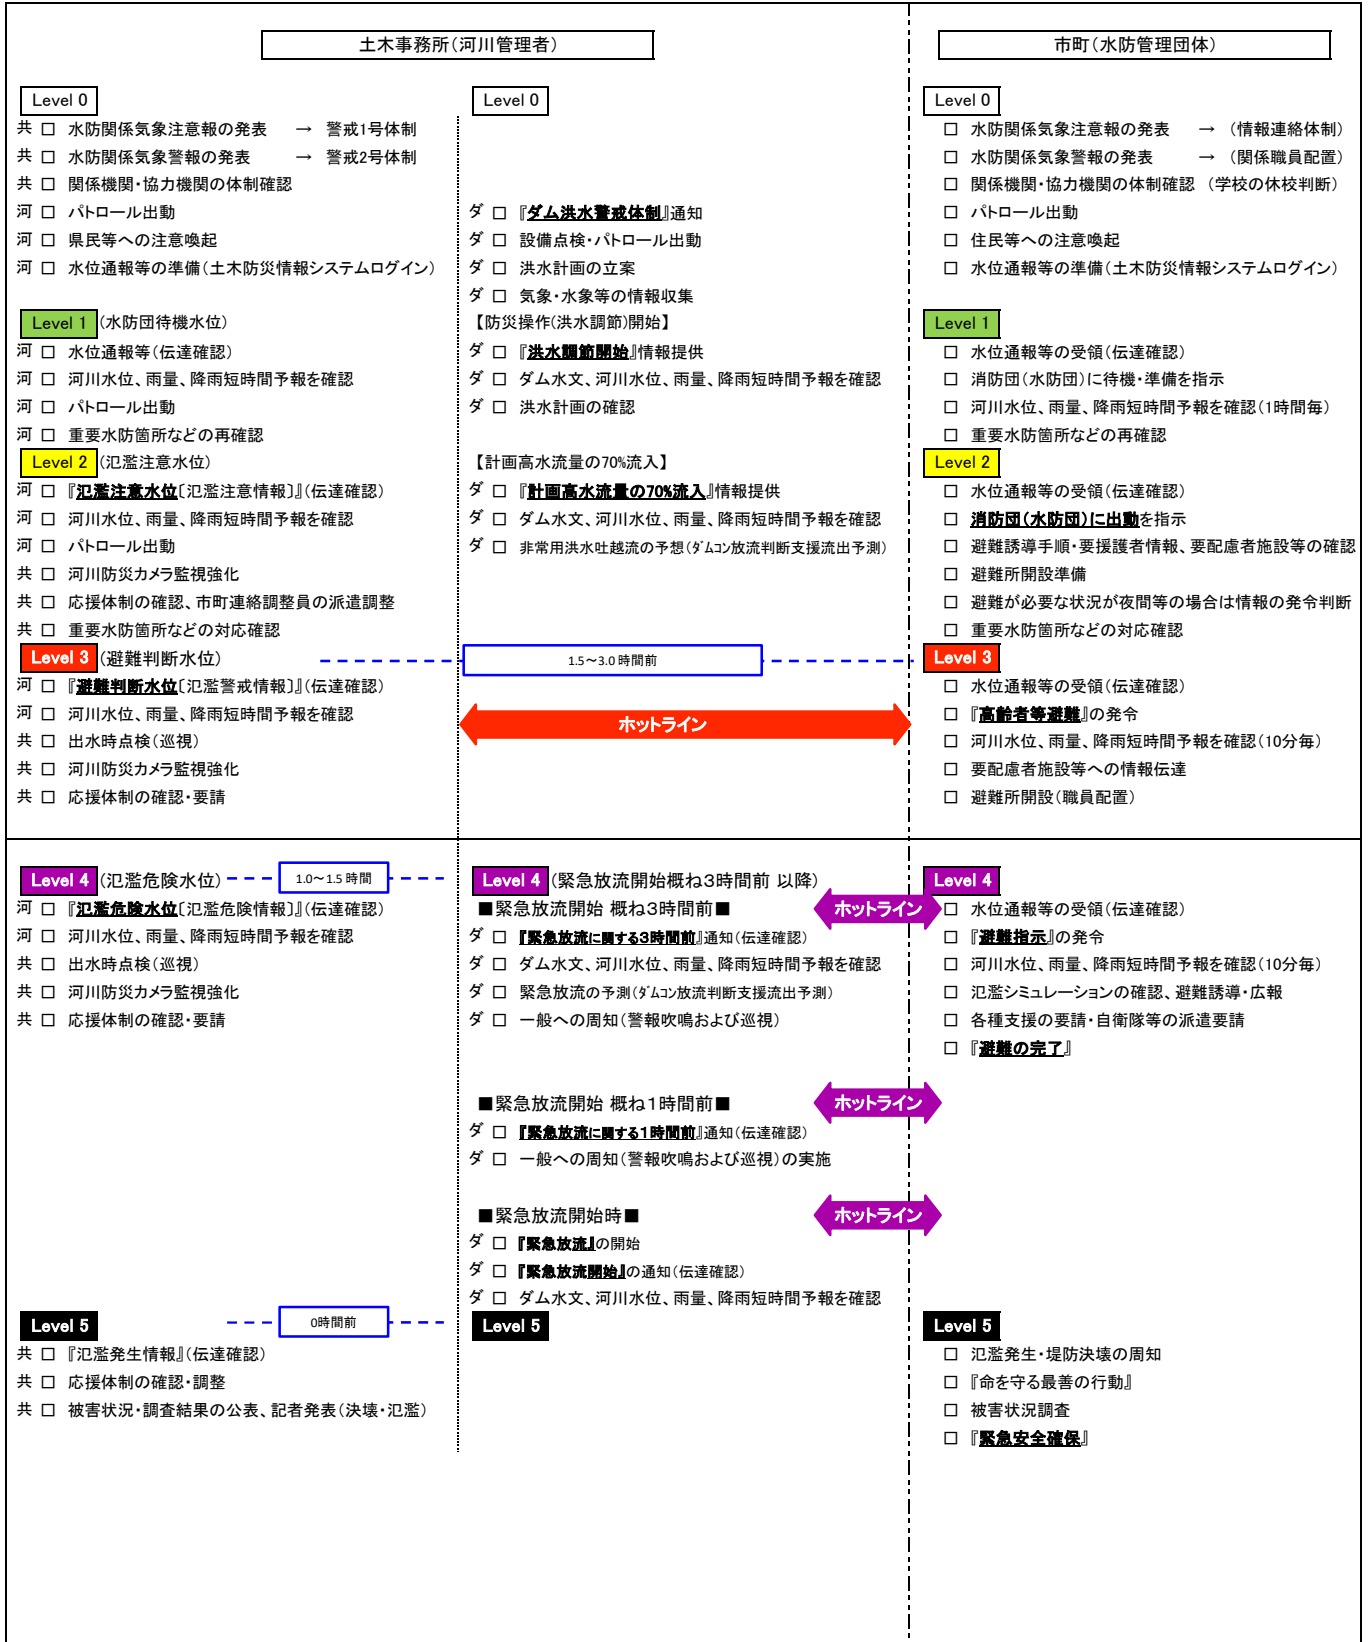 土木事務所(河川管理者)
市町(水防管理団体)
Level 0
共 □ 水防関係気象注意報の発表 → 警戒1号体制
共 □ 水防関係気象警報の発表 → 警戒2号体制
共 □ 関係機関・協力機関の体制確認
河 □ パトロール出動
河 □ 県民等への注意喚起
河 □ 水位通報等の準備(土木防災情報システムログイン)
Level 1 (水防団待機水位)
河 □ 水位通報等(伝達確認)
河 □ 河川水位、雨量、降雨短時間予報を確認
河 □ パトロール出動
河 □ 重要水防箇所などの再確認
Level 2 (氾濫注意水位)
河 □ 『氾濫注意水位〔氾濫注意情報〕』(伝達確認)
河 □ 河川水位、雨量、降雨短時間予報を確認
河 □ パトロール出動
共 □ 河川防災カメラ監視強化
共 □ 応援体制の確認、市町連絡調整員の派遣調整
共 □ 重要水防箇所などの対応確認
Level 3 (避難判断水位)
河 □ 『避難判断水位〔氾濫警戒情報〕』(伝達確認)
河 □ 河川水位、雨量、降雨短時間予報を確認
共 □ 出水時点検(巡視)
共 □ 河川防災カメラ監視強化
共 □ 応援体制の確認・要請
Level 4 (氾濫危険水位)
1.0～1.5 時間
河 □ 『氾濫危険水位〔氾濫危険情報〕』(伝達確認)
河 □ 河川水位、雨量、降雨短時間予報を確認
共 □ 出水時点検(巡視)
共 □ 河川防災カメラ監視強化
共 □ 応援体制の確認・要請
Level 5
0時間前
共 □ 『氾濫発生情報』(伝達確認)
共 □ 応援体制の確認・調整
共 □ 被害状況・調査結果の公表、記者発表(決壊・氾濫)
Level 0
ダ □ 『ダム洪水警戒体制』通知
ダ □ 設備点検・パトロール出動
ダ □ 洪水計画の立案
ダ □ 気象・水象等の情報収集
【防災操作(洪水調節)開始】
ダ □ 『洪水調節開始』情報提供
ダ □ ダム水文、河川水位、雨量、降雨短時間予報を確認
ダ □ 洪水計画の確認
【計画高水流量の70%流入】
ダ □ 『計画高水流量の70%流入』情報提供
ダ □ ダム水文、河川水位、雨量、降雨短時間予報を確認
ダ □ 非常用洪水吐越流の予想(ﾀﾞﾑｺﾝ放流判断支援流出予測)
1.5～3.0 時間前
ホットライン
Level 4 (緊急放流開始概ね3時間前 以降)
■緊急放流開始 概ね3時間前■
ホットライン
ダ □ 『緊急放流に関する3時間前』通知(伝達確認)
ダ □ ダム水文、河川水位、雨量、降雨短時間予報を確認
ダ □ 緊急放流の予測(ﾀﾞﾑｺﾝ放流判断支援流出予測)
ダ □ 一般への周知(警報吹鳴および巡視)
■緊急放流開始 概ね1時間前■
ホットライン
ダ □ 『緊急放流に関する1時間前』通知(伝達確認)
ダ □ 一般への周知(警報吹鳴および巡視)の実施
■緊急放流開始時■
ホットライン
ダ □ 『緊急放流』の開始
ダ □ 『緊急放流開始』の通知(伝達確認)
ダ □ ダム水文、河川水位、雨量、降雨短時間予報を確認
Level 5
Level 0
□ 水防関係気象注意報の発表 → (情報連絡体制)
□ 水防関係気象警報の発表 → (関係職員配置)
□ 関係機関・協力機関の体制確認 (学校の休校判断)
□ パトロール出動
□ 住民等への注意喚起
□ 水位通報等の準備(土木防災情報システムログイン)
Level 1
□ 水位通報等の受領(伝達確認)
□ 消防団(水防団)に待機・準備を指示
□ 河川水位、雨量、降雨短時間予報を確認(1時間毎)
□ 重要水防箇所などの再確認
Level 2
□ 水位通報等の受領(伝達確認)
□ 消防団(水防団)に出動を指示
□ 避難誘導手順・要援護者情報、要配慮者施設等の確認
□ 避難所開設準備
□ 避難が必要な状況が夜間等の場合は情報の発令判断
□ 重要水防箇所などの対応確認
Level 3
□ 水位通報等の受領(伝達確認)
□ 『高齢者等避難』の発令
□ 河川水位、雨量、降雨短時間予報を確認(10分毎)
□ 要配慮者施設等への情報伝達
□ 避難所開設(職員配置)
Level 4
□ 水位通報等の受領(伝達確認)
□ 『避難指示』の発令
□ 河川水位、雨量、降雨短時間予報を確認(10分毎)
□ 氾濫シミュレーションの確認、避難誘導・広報
□ 各種支援の要請・自衛隊等の派遣要請
□ 『避難の完了』
Level 5
□ 氾濫発生・堤防決壊の周知
□ 『命を守る最善の行動』
□ 被害状況調査
□ 『緊急安全確保』